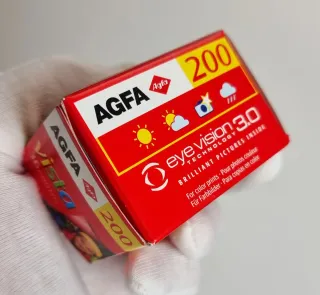 AGFA Agfa 200
eye vision 3.0
TECHNOLOGY
BRILLIANT PICTURES INSIDE
For color prints · Pour photos couleur
Für Farbbilder · Para copias en color
AGFA
vista
200